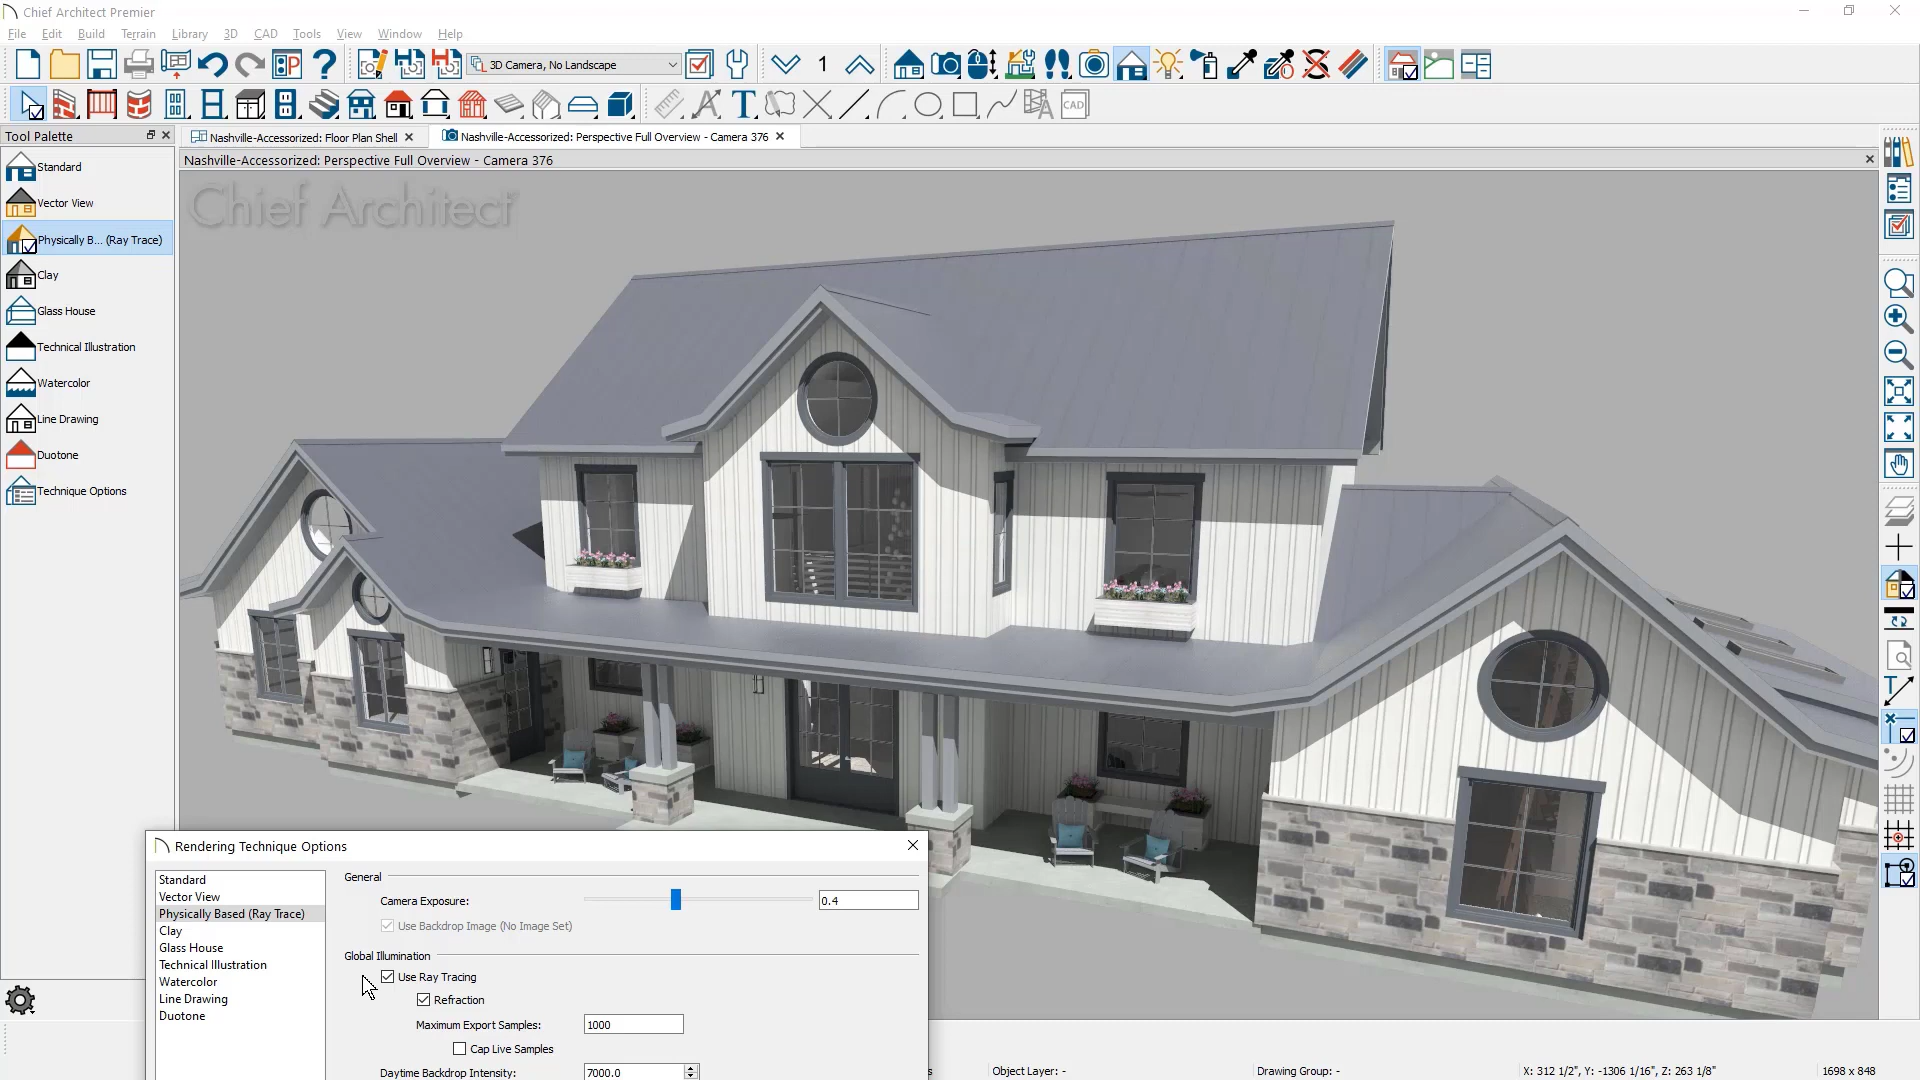 Chief Architect Premier
File Edit Build Terrain Library 3D CAD Tools View Window Help
3D Camera, No Landscape
1
CAD
Tool Palette
Nashville-Accessorized: Floor Plan Shell
Nashville-Accessorized: Perspective Full Overview - Camera 376
Nashville-Accessorized: Perspective Full Overview - Camera 376
Chief Architect
Standard
Vector View
Physically B... (Ray Trace)
Clay
Glass House
Technical Illustration
Watercolor
Line Drawing
Duotone
Technique Options
Rendering Technique Options
Standard
Vector View
Physically Based (Ray Trace)
Clay
Glass House
Technical Illustration
Watercolor
Line Drawing
Duotone
General
Camera Exposure: 0.4
Use Backdrop Image (No Image Set)
Global Illumination
Use Ray Tracing
Refraction
Maximum Export Samples: 1000
Cap Live Samples
Daytime Backdrop Intensity: 7000.0
s
Object Layer: -
Drawing Group: -
X: 312 1/2", Y: -1306 1/16", Z: 263 1/8"
1698 x 848